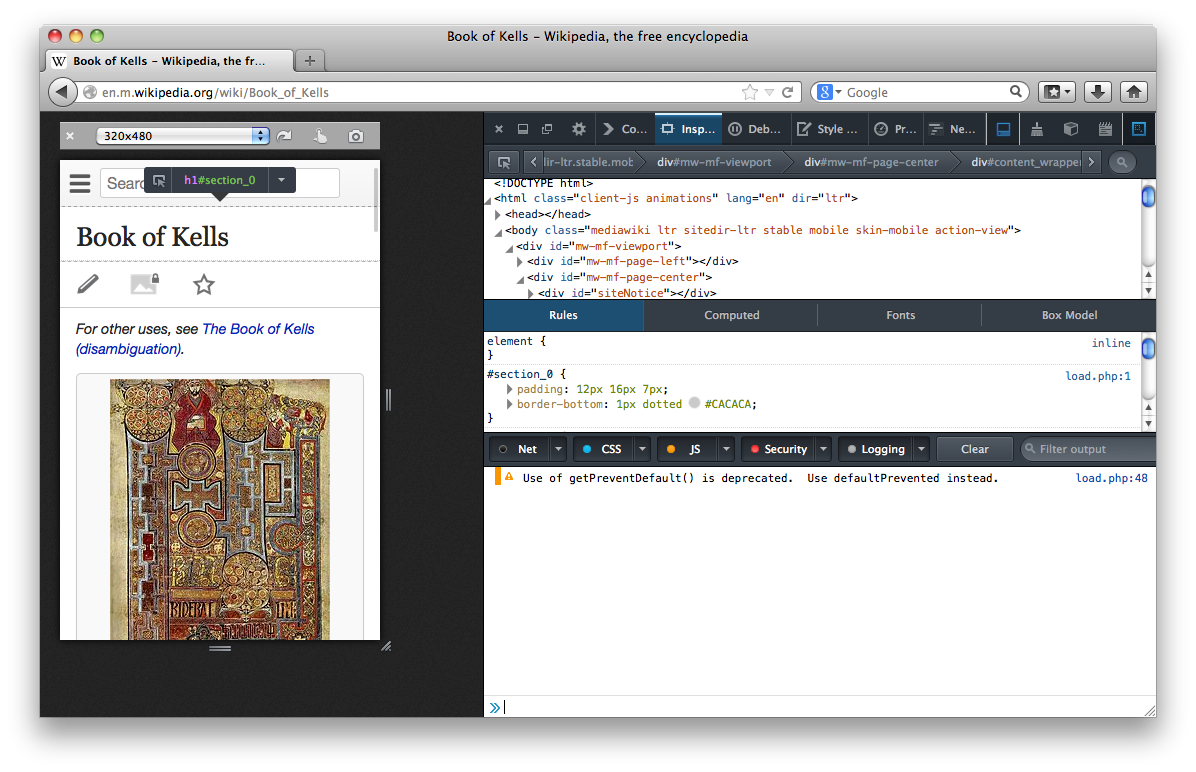 Book of Kells – Wikipedia, the free encyclopedia
W Book of Kells – Wikipedia, the fr...
en.m.wikipedia.org/wiki/Book_of_Kells
8 Google
320x480
Sear
h1#section_0
Book of Kells
For other uses, see The Book of Kells
(disambiguation).
BIDERAT
Co...
Insp...
Deb...
Style ...
Pr...
Ne...
dir-ltr.stable.mob
div#mw-mf-viewport
div#mw-mf-page-center
div#content_wrapper
<!DOCTYPE html>
<html class="client-js animations" lang="en" dir="ltr">
<head></head>
<body class="mediawiki ltr sitedir-ltr stable mobile skin-mobile action-view">
<div id="mw-mf-viewport">
<div id="mw-mf-page-left"></div>
<div id="mw-mf-page-center">
<div id="siteNotice"></div>
Rules
Computed
Fonts
Box Model
element {
inline
}
#section_0 {
load.php:1
padding: 12px 16px 7px;
border-bottom: 1px dotted #CACACA;
}
Net
CSS
JS
Security
Logging
Clear
Filter output
Use of getPreventDefault() is deprecated. Use defaultPrevented instead.
load.php:48